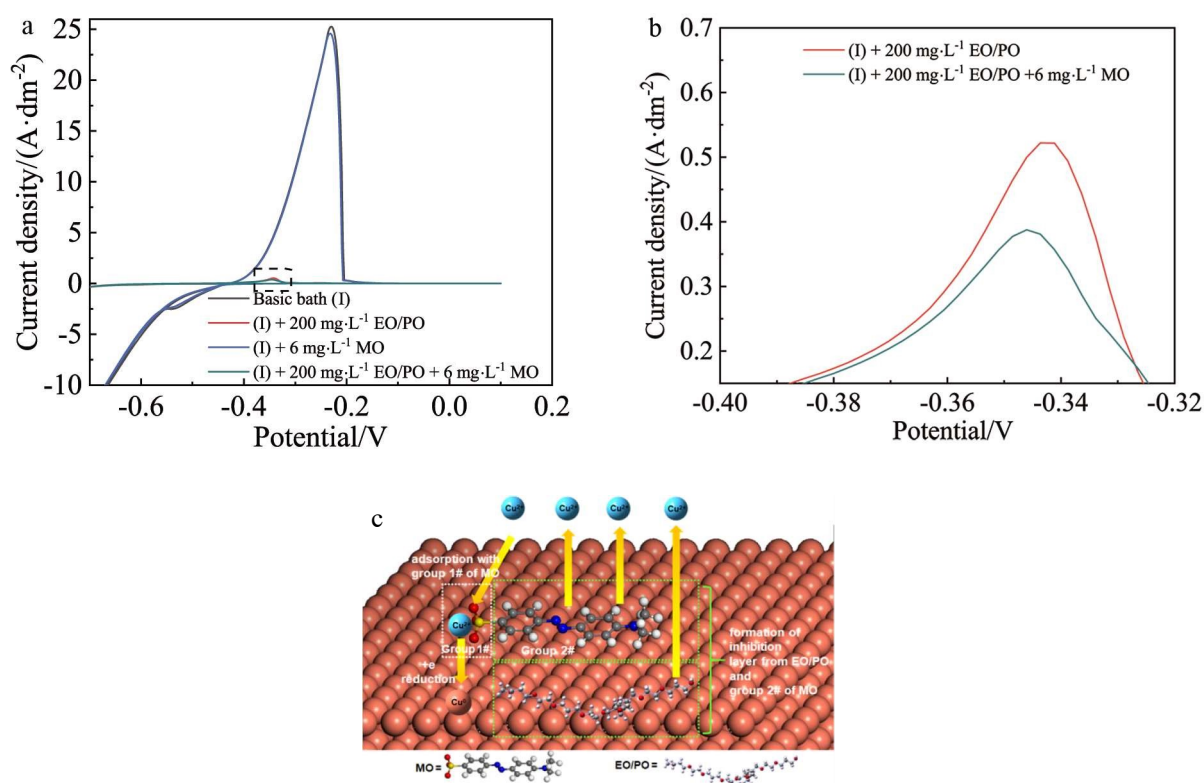 a
25
20
15
10
5
0
-5
-10
-0.6
-0.4
-0.2
0.0
0.2
Current density/(A·dm⁻²)
Potential/V
Basic bath (I)
(I) + 200 mg·L⁻¹ EO/PO
(I) + 6 mg·L⁻¹ MO
(I) + 200 mg·L⁻¹ EO/PO + 6 mg·L⁻¹ MO
b
0.7
0.6
0.5
0.4
0.3
0.2
-0.40
-0.38
-0.36
-0.34
-0.32
Current density/(A·dm⁻²)
Potential/V
(I) + 200 mg·L⁻¹ EO/PO
(I) + 200 mg·L⁻¹ EO/PO +6 mg·L⁻¹ MO
c
Cu²⁺
Cu²⁺
Cu²⁺
Cu²⁺
adsorption with
group 1# of MO
Cu²⁺
Group 1#
Group 2#
+e
reduction
Cu⁰
formation of
inhibition
layer from EO/PO
and
group 2# of MO
MO=
EO/PO=